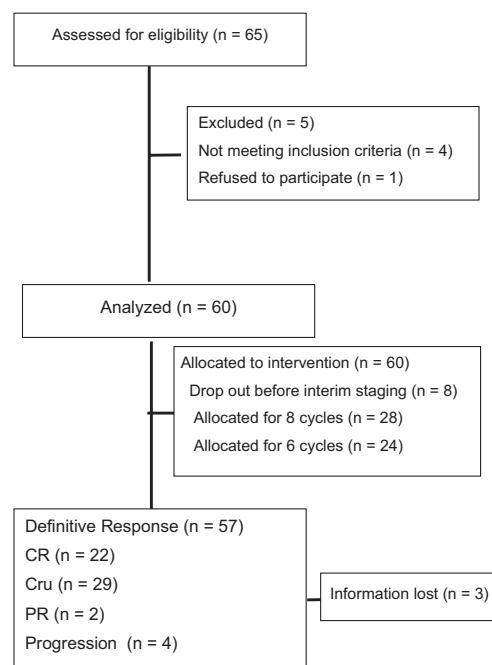 Assessed for eligibility (n = 65)
Excluded (n = 5)
Not meeting inclusion criteria (n = 4)
Refused to participate (n = 1)
Analyzed (n = 60)
Allocated to intervention (n = 60)
Drop out before interim staging (n = 8)
Allocated for 8 cycles (n = 28)
Allocated for 6 cycles (n = 24)
Definitive Response (n = 57)
CR (n = 22)
Cru (n = 29)
PR (n = 2)
Progression (n = 4)
Information lost (n = 3)